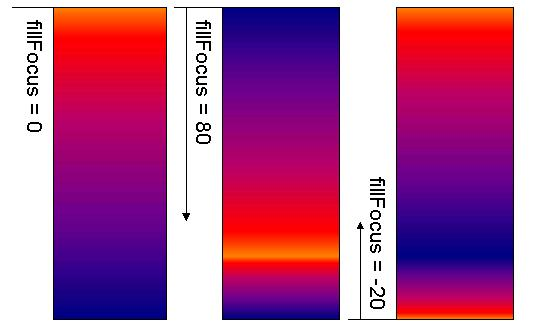 fillFocus = 0
fillFocus = 80
fillFocus = -20